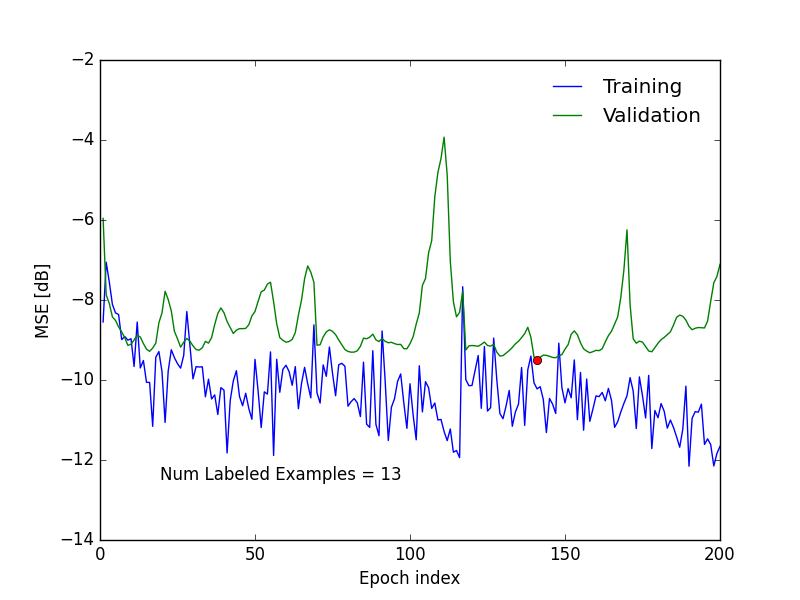 −2
−4
−6
−8
−10
−12
−14
MSE [dB]
Training
Validation
Num Labeled Examples = 13
0 50 100 150 200
Epoch index